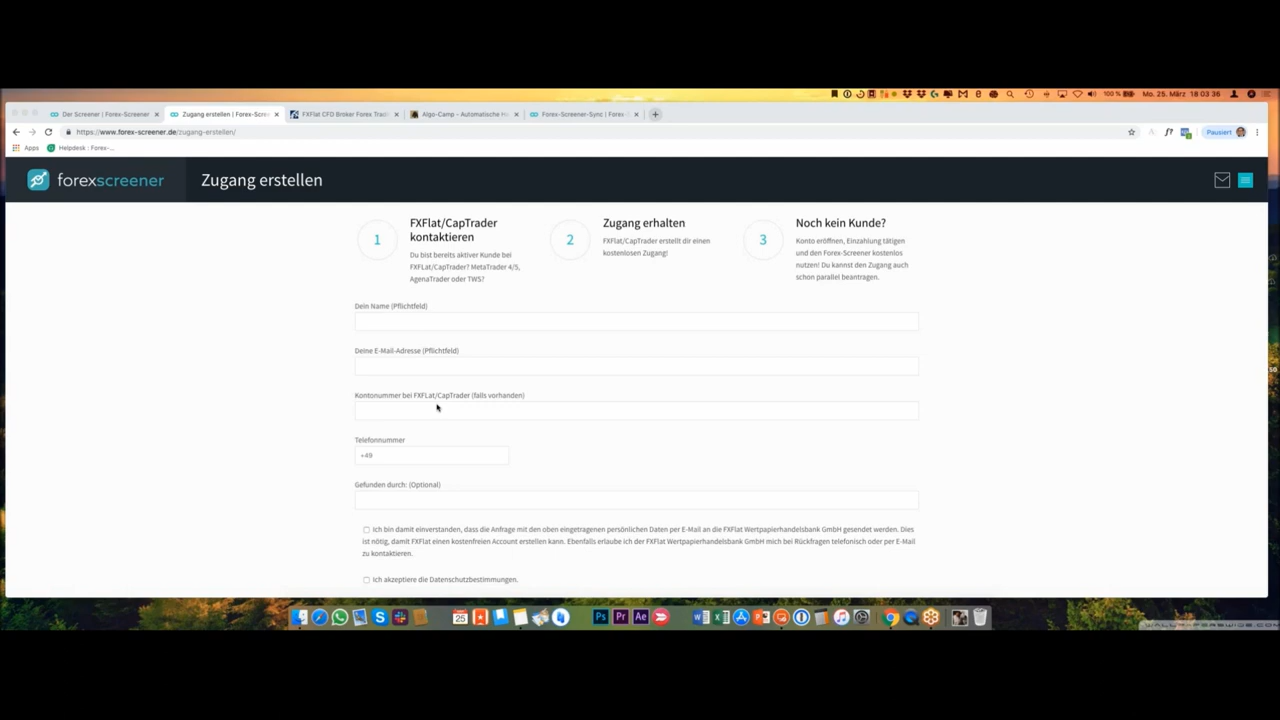 100 % Mo. 25. März 18 03 36
Der Screener | Forex-Screener
Zugang erstellen | Forex-Scree
FXFlat CFD Broker Forex Tradi
Algo-Camp - Automatische H
Forex-Screener-Sync | Forex
https://www.forex-screener.de/zugang-erstellen/
Pausiert
Apps
Helpdesk : Forex-...
forexscreener
Zugang erstellen
1
FXFlat/CapTrader
kontaktieren
Du bist bereits aktiver Kunde bei
FXFLat/CapTrader? MetaTrader 4/5,
AgenaTrader oder TWS?
2
Zugang erhalten
FXFlat/CapTrader erstellt dir einen
kostenlosen Zugang!
3
Noch kein Kunde?
Konto eröffnen, Einzahlung tätigen
und den Forex-Screener kostenlos
nutzen! Du kannst den Zugang auch
schon parallel beantragen.
Dein Name (Pflichtfeld)
Deine E-Mail-Adresse (Pflichtfeld)
Kontonummer bei FXFLat/CapTrader (falls vorhanden)
Telefonnummer
+49
Gefunden durch: (Optional)
Ich bin damit einverstanden, dass die Anfrage mit den oben eingetragenen persönlichen Daten per E-Mail an die FXFlat Wertpapierhandelsbank GmbH gesendet werden. Dies
ist nötig, damit FXFlat einen kostenfreien Account erstellen kann. Ebenfalls erlaube ich der FXFlat Wertpapierhandelsbank GmbH mich bei Rückfragen telefonisch oder per E-Mail
zu kontaktieren.
Ich akzeptiere die Datenschutzbestimmungen.
25
Ps
Pr
Ae